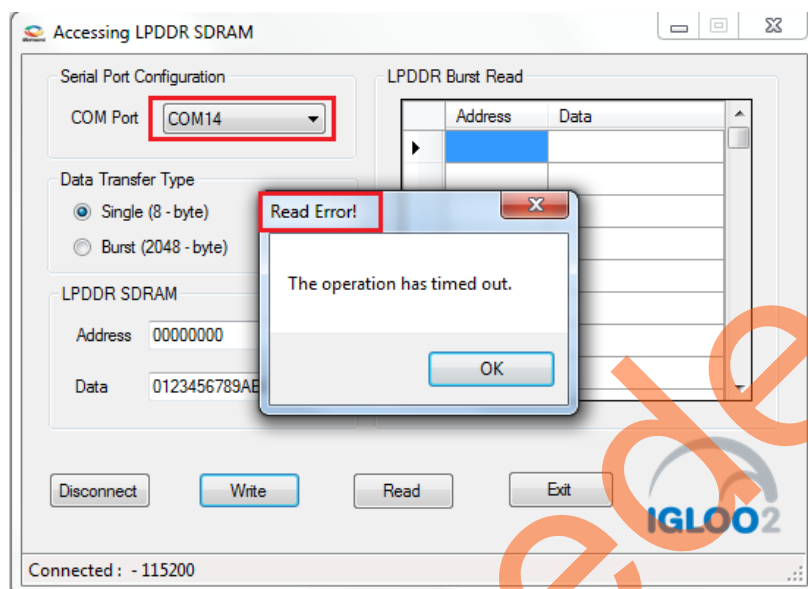 Accessing LPDDR SDRAM
Serial Port Configuration
COM Port COM14
Data Transfer Type
Single (8 - byte)
Burst (2048 - byte)
LPDDR SDRAM
Address 00000000
Data 0123456789AB
LPDDR Burst Read
Address Data
Read Error!
The operation has timed out.
OK
Disconnect Write Read Exit
IGLOO2
Connected : - 115200